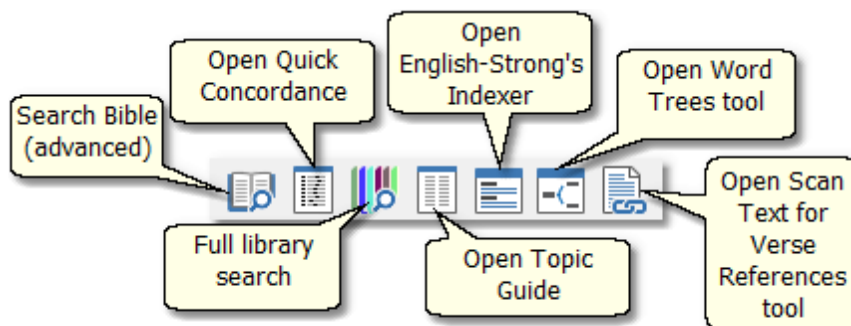 Search Bible
(advanced)
Open Quick
Concordance
Full library
search
Open
English-Strong's
Indexer
Open Topic
Guide
Open Word
Trees tool
Open Scan
Text for
Verse
References
tool